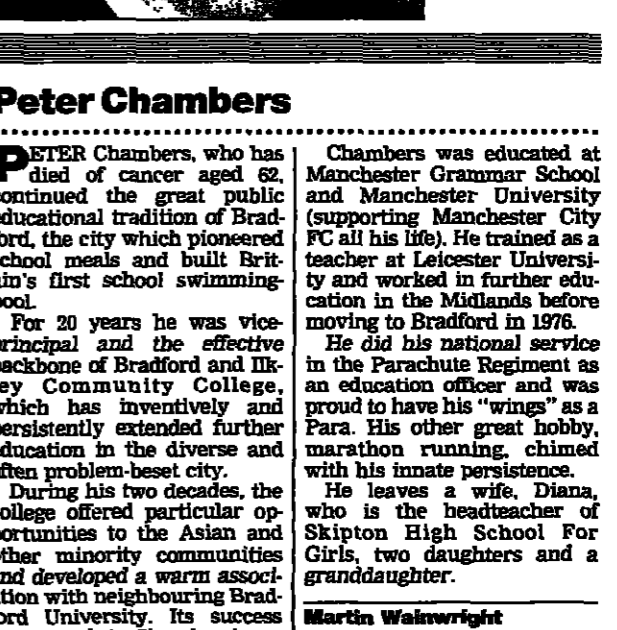 Peter Chambers
PETER Chambers, who has
died of cancer aged 62,
continued the great public
educational tradition of Brad-
ford, the city which pioneered
school meals and built Brit-
ain's first school swimming-
pool.
For 20 years he was vice-
principal and the effective
backbone of Bradford and Ilk-
ley Community College,
which has inventively and
persistently extended further
education in the diverse and
often problem-beset city.
During his two decades, the
college offered particular op-
portunities to the Asian and
other minority communities
and developed a warm associ-
ation with neighbouring Brad-
ford University. Its success
Chambers was educated at
Manchester Grammar School
and Manchester University
(supporting Manchester City
FC all his life). He trained as a
teacher at Leicester Universi-
ty and worked in further edu-
cation in the Midlands before
moving to Bradford in 1976.
He did his national service
in the Parachute Regiment as
an education officer and was
proud to have his "wings" as a
Para. His other great hobby,
marathon running, chimed
with his innate persistence.
He leaves a wife, Diana,
who is the headteacher of
Skipton High School For
Girls, two daughters and a
granddaughter.
Martin Wainwright